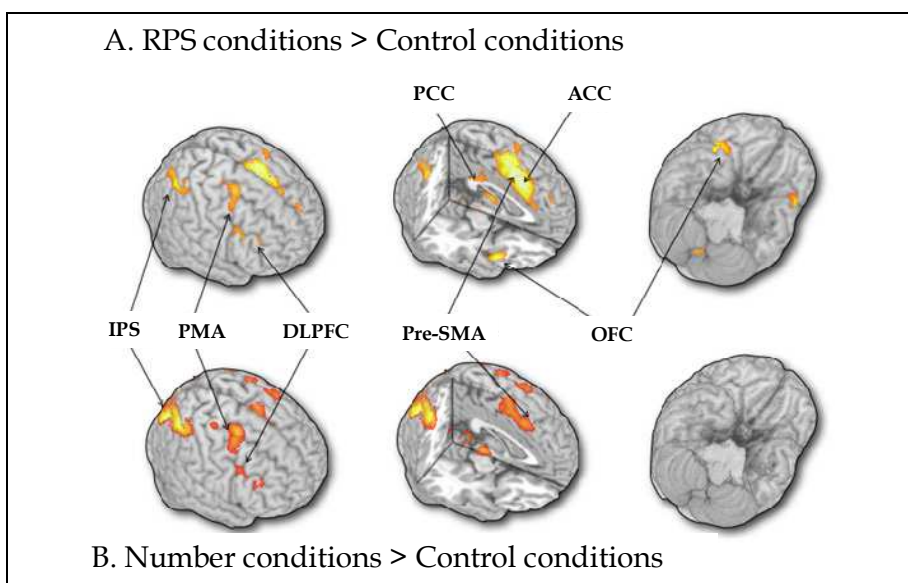 A. RPS conditions > Control conditions
PCC ACC
IPS PMA DLPFC Pre-SMA OFC
B. Number conditions > Control conditions